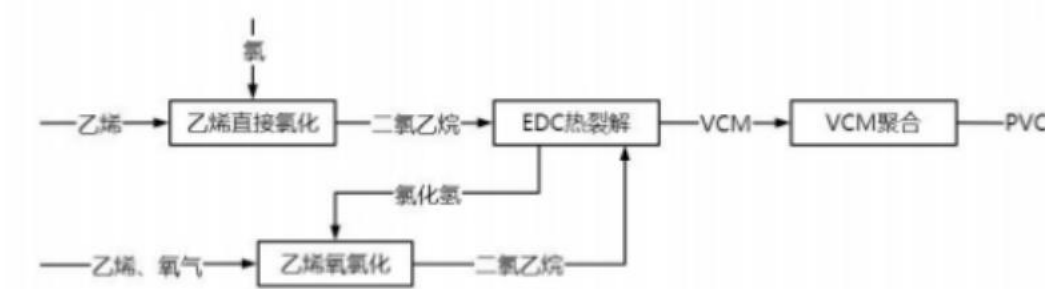 氯
乙烯
乙烯直接氯化
二氯乙烷
EDC热裂解
VCM
VCM聚合
PVC
氯化氢
乙烯、氧气
乙烯氧氯化
二氯乙烷